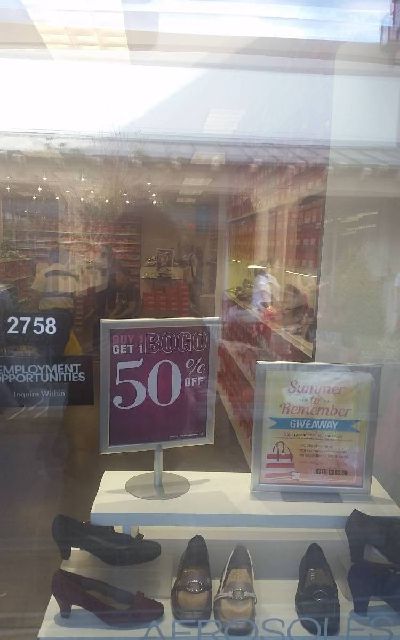 2758
EMPLOYMENT
OPPORTUNITIES
Inquire Within
BUY 1
GET 1 BOGO
50%
OFF
Summer
to
Remember
GIVEAWAY
AEROSOLES